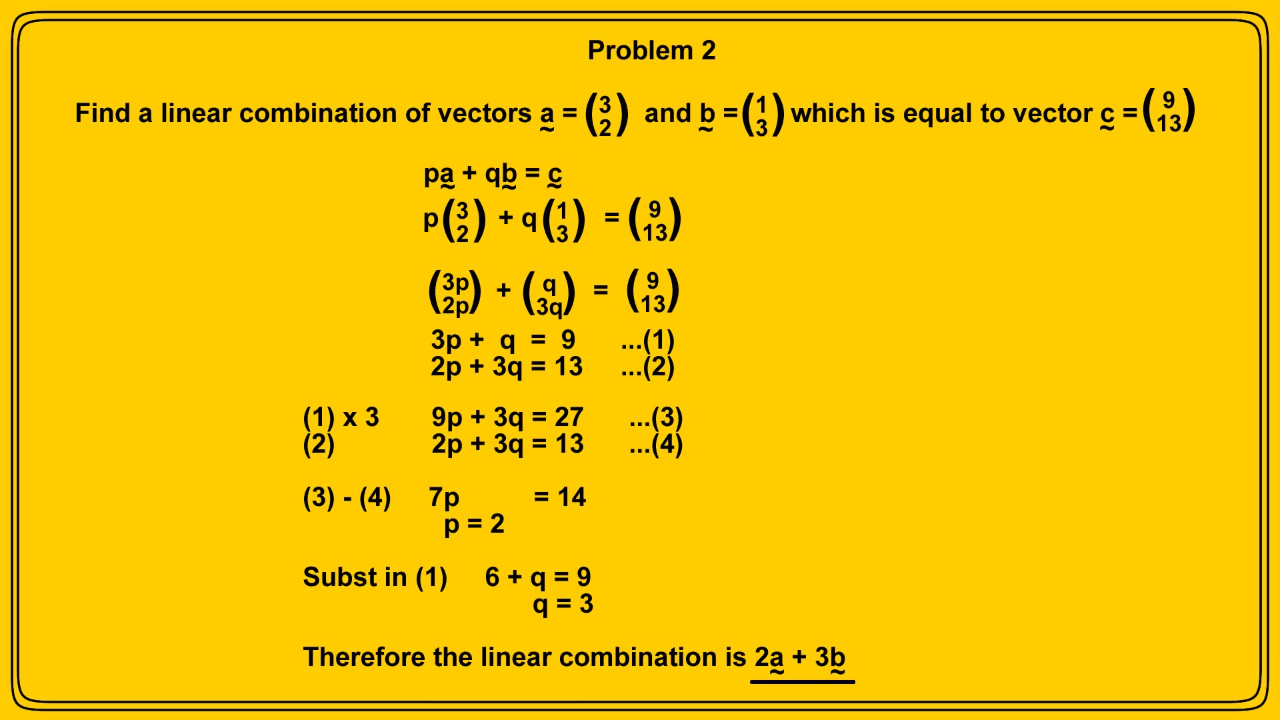 Problem 2
Find a linear combination of vectors a̰ = (3 2) and b̰ = (1 3) which is equal to vector c̰ = (9 13)
pa̰ + qb̰ = c̰
p(3 2) + q(1 3) = (9 13)
(3p 2p) + (q 3q) = (9 13)
3p + q = 9 ...(1)
2p + 3q = 13 ...(2)
(1) x 3 9p + 3q = 27 ...(3)
(2) 2p + 3q = 13 ...(4)
(3) - (4) 7p = 14
p = 2
Subst in (1) 6 + q = 9
q = 3
Therefore the linear combination is 2a̰ + 3b̰